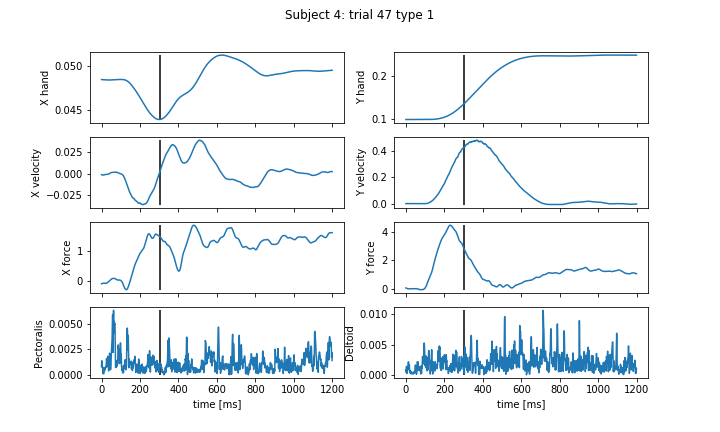 Subject 4: trial 47 type 1
X hand
0.050
0.045
Y hand
0.2
0.1
X velocity
0.025
0.000
−0.025
Y velocity
0.4
0.2
0.0
X force
1
0
Y force
4
2
0
Pectoralis
0.0050
0.0025
0.0000
0 200 400 600 800 1000 1200
time [ms]
Deltoid
0.010
0.005
0.000
0 200 400 600 800 1000 1200
time [ms]